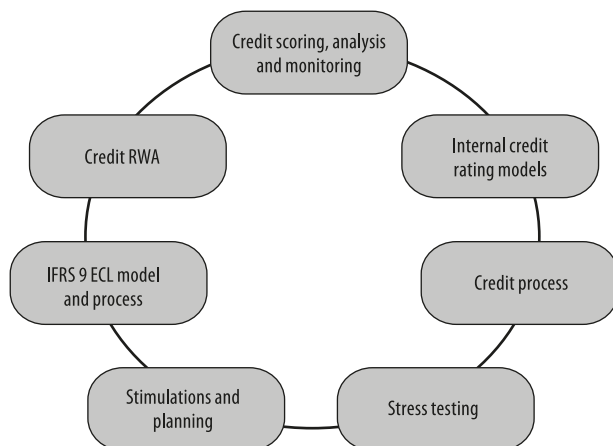 Credit scoring, analysis
and monitoring
Internal credit
rating models
Credit process
Stress testing
Stimulations and
planning
IFRS 9 ECL model
and process
Credit RWA